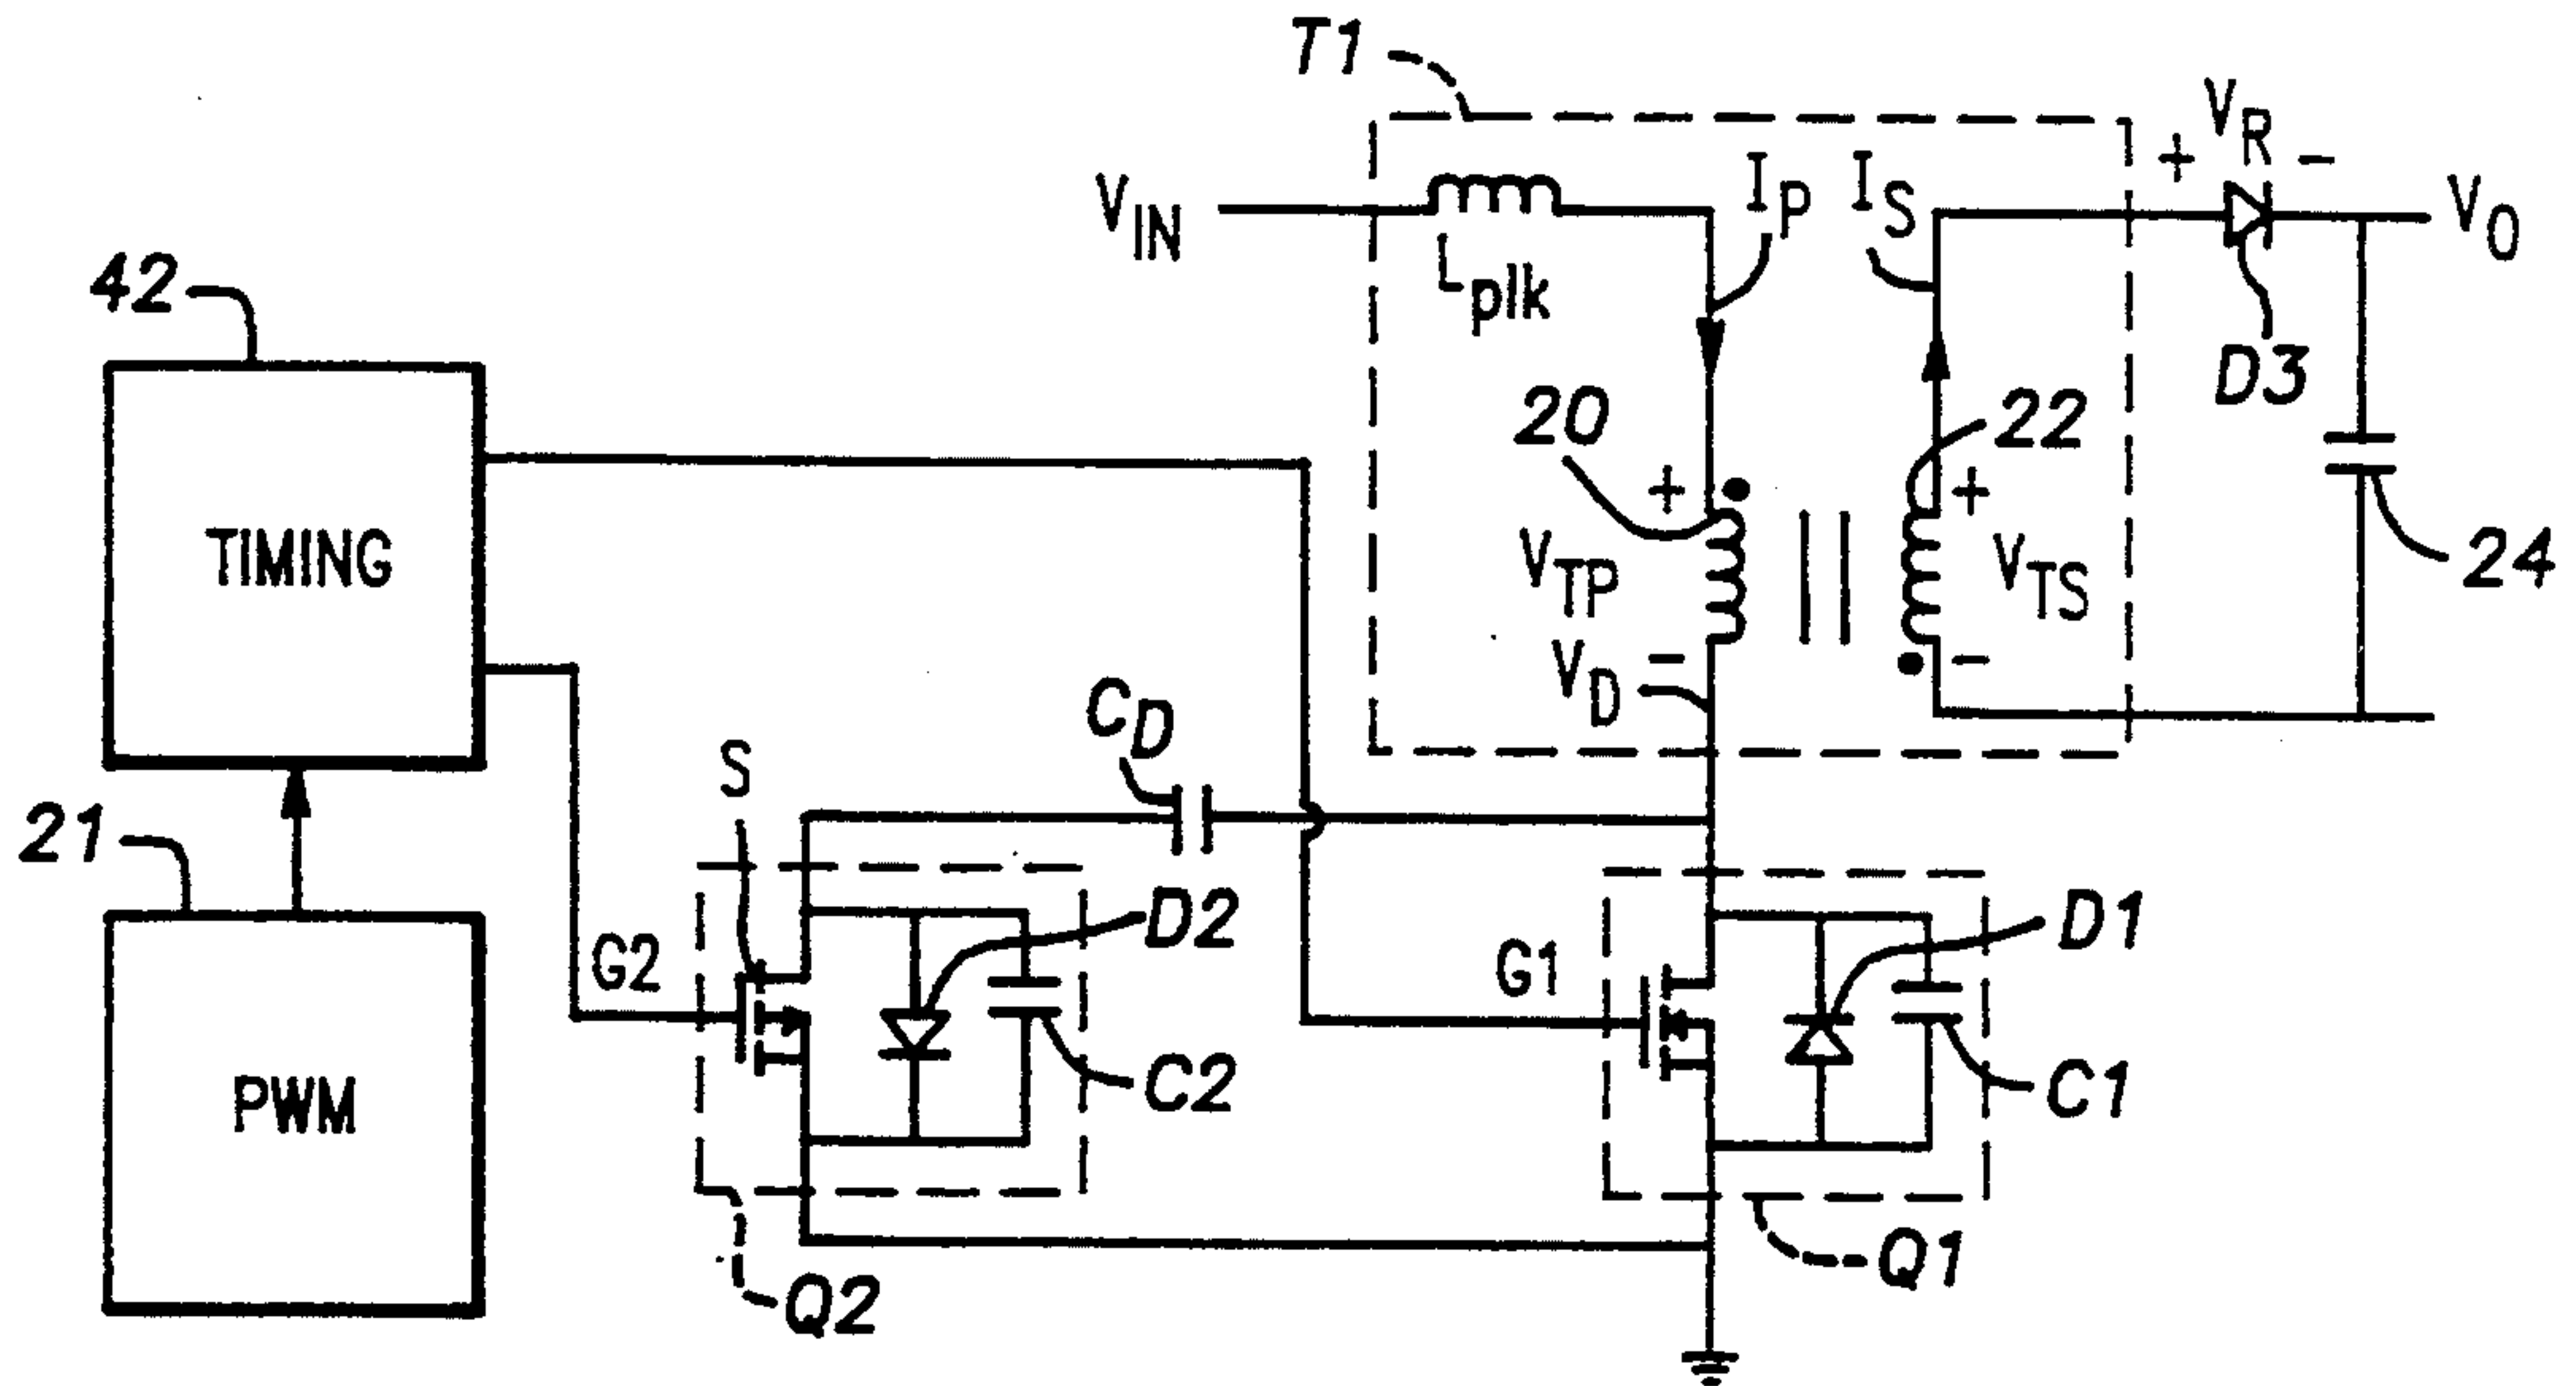 T1
V_R
+ -
V_IN
I_P
I_S
V_O
L_plk
D3
42
20
22
+
+
TIMING
V_TP
V_TS
24
V_D
-
-
C_D
S
21
D2
D1
G2
G1
PWM
C2
C1
Q2
Q1